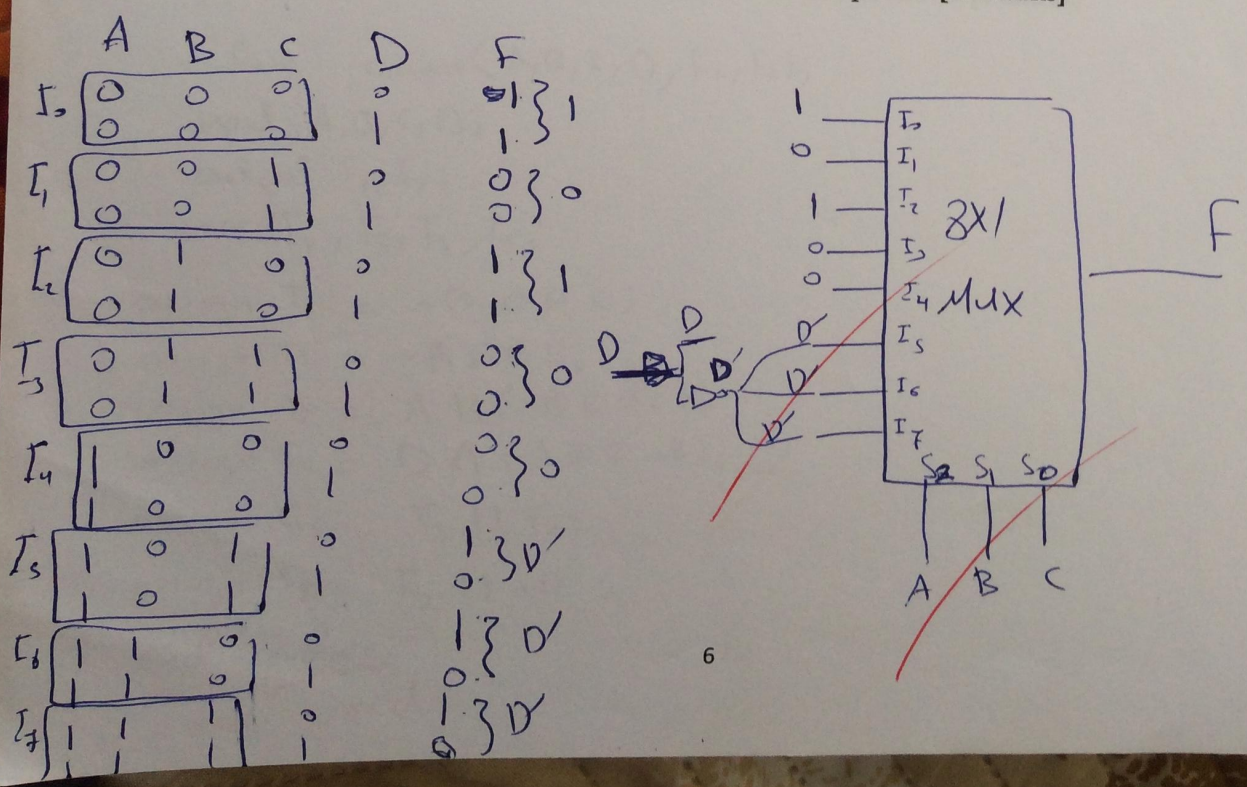 A B C D F
I0 0 0 0 0 1 } 1
0 0 0 1 1
I1 0 0 1 0 0 } 0
0 0 1 1 0
I2 0 1 0 0 1 } 1
0 1 0 1 1
I3 0 1 1 0 0 } 0
0 1 1 1 0
I4 1 0 0 0 0 } 0
1 0 0 1 0
I5 1 0 1 0 1 } D'
1 0 1 1 0
I6 1 1 0 0 1 } D'
1 1 0 1 0
I7 1 1 1 0 1 } D'
1 1 1 1 0
1 I0
0 I1
1 I2
0 I3
0 I4
D' I5
D' I6
D' I7
8X1
MUX
F
D
D
D'
S2 S1 S0
A B C
6